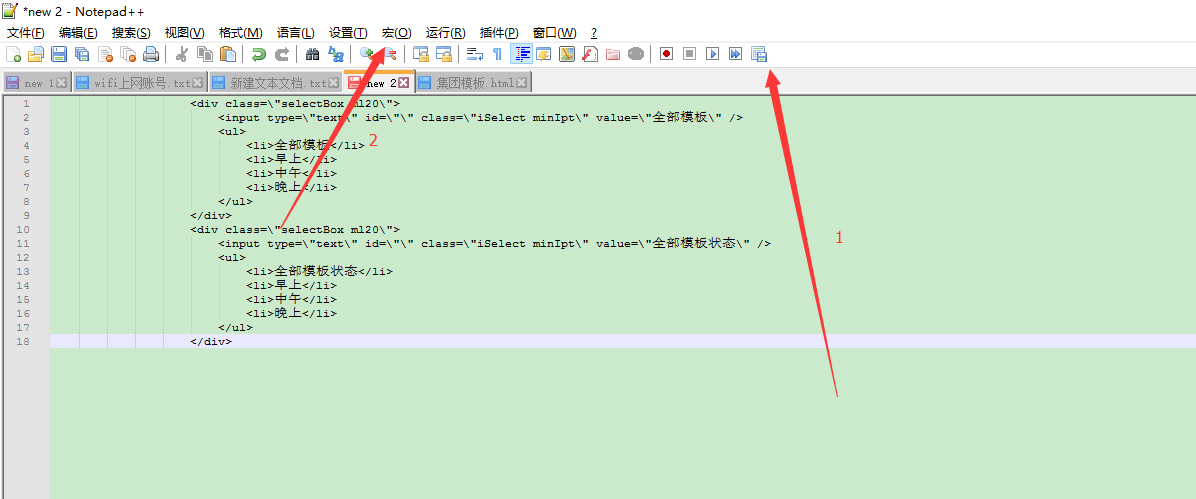 *new 2 - Notepad++
文件(F) 编辑(E) 搜索(S) 视图(V) 格式(M) 语言(L) 设置(T) 宏(O) 运行(R) 插件(P) 窗口(W) ?
new 1 wifi上网账号.txt 新建文本文档.txt new 2 集团模板.html
1 <div class=\"selectBox ml20\">
2 <input type=\"text\" id=\"\" class=\"iSelect minIpt\" value=\"全部模板\" />
3 <ul>
4 <li>全部模板</li>
2
5 <li>早上</li>
6 <li>中午</li>
7 <li>晚上</li>
8 </ul>
9 </div>
10 <div class=\"selectBox ml20\">
11 <input type=\"text\" id=\"\" class=\"iSelect minIpt\" value=\"全部模板状态\" />
1
12 <ul>
13 <li>全部模板状态</li>
14 <li>早上</li>
15 <li>中午</li>
16 <li>晚上</li>
17 </ul>
18 </div>